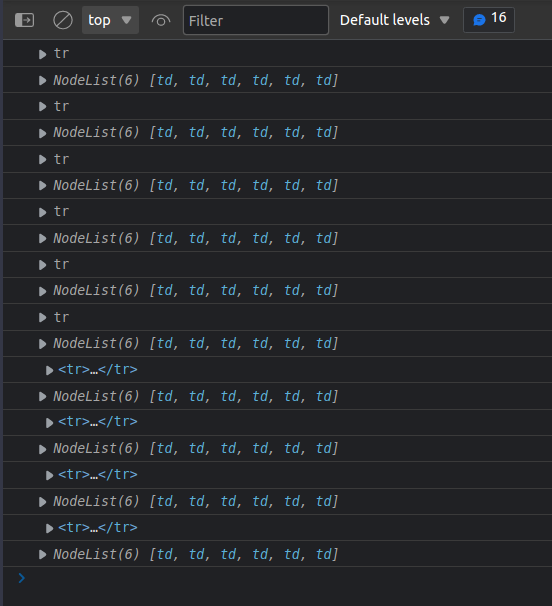 top Filter Default levels 16
tr
NodeList(6) [td, td, td, td, td, td]
tr
NodeList(6) [td, td, td, td, td, td]
tr
NodeList(6) [td, td, td, td, td, td]
tr
NodeList(6) [td, td, td, td, td, td]
tr
NodeList(6) [td, td, td, td, td, td]
tr
NodeList(6) [td, td, td, td, td, td]
<tr>…</tr>
NodeList(6) [td, td, td, td, td, td]
<tr>…</tr>
NodeList(6) [td, td, td, td, td, td]
<tr>…</tr>
NodeList(6) [td, td, td, td, td, td]
<tr>…</tr>
NodeList(6) [td, td, td, td, td, td]